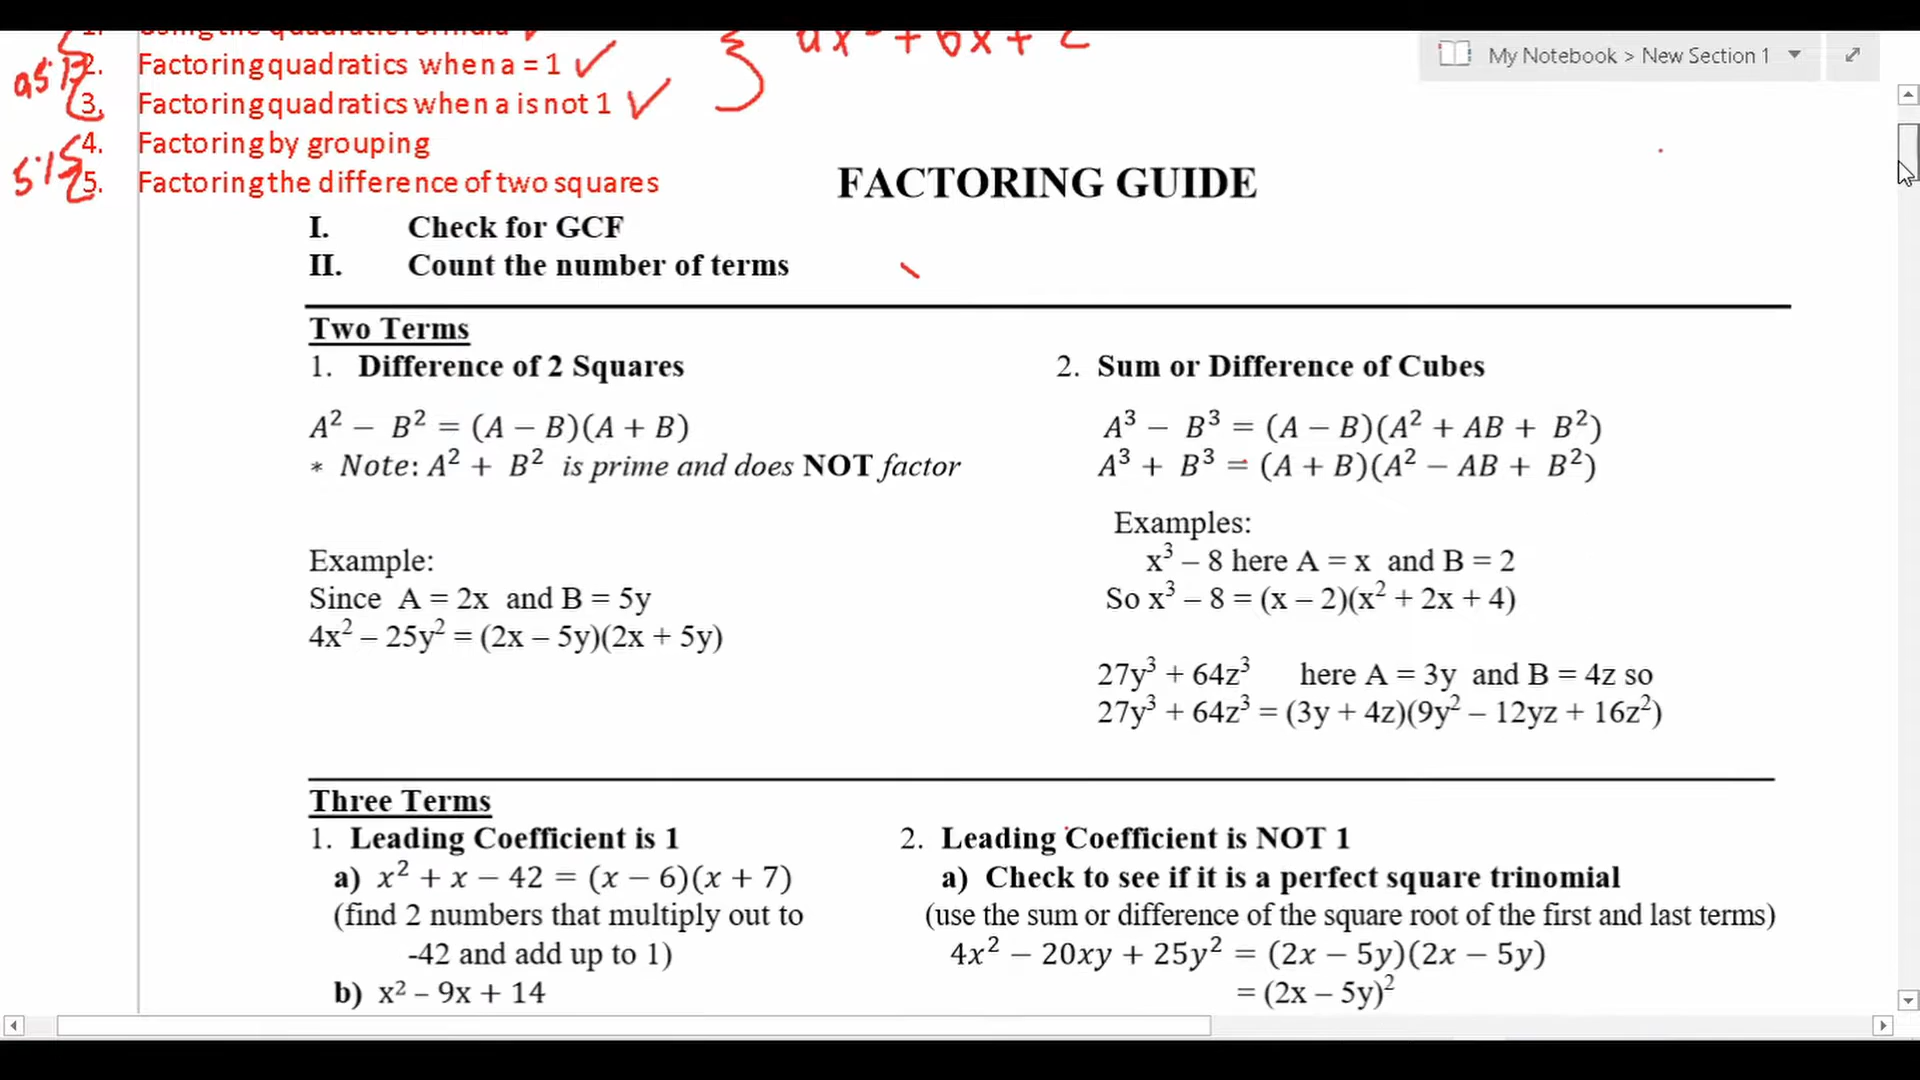 ax² + bx + c
My Notebook > New Section 1
95%
2. Factoring quadratics when a = 1 ✓
3. Factoring quadratics when a is not 1 ✓
5%
4. Factoring by grouping
5. Factoring the difference of two squares
FACTORING GUIDE
I. Check for GCF
II. Count the number of terms
Two Terms
1. Difference of 2 Squares
A² − B² = (A − B)(A + B)
* Note: A² + B² is prime and does NOT factor
Example:
Since A = 2x and B = 5y
4x² – 25y² = (2x – 5y)(2x + 5y)
2. Sum or Difference of Cubes
A³ − B³ = (A − B)(A² + AB + B²)
A³ + B³ = (A + B)(A² − AB + B²)
Examples:
x³ – 8 here A = x and B = 2
So x³ – 8 = (x – 2)(x² + 2x + 4)
27y³ + 64z³ here A = 3y and B = 4z so
27y³ + 64z³ = (3y + 4z)(9y² – 12yz + 16z²)
Three Terms
1. Leading Coefficient is 1
a) x² + x − 42 = (x − 6)(x + 7)
(find 2 numbers that multiply out to
-42 and add up to 1)
b) x² – 9x + 14
2. Leading Coefficient is NOT 1
a) Check to see if it is a perfect square trinomial
(use the sum or difference of the square root of the first and last terms)
4x² − 20xy + 25y² = (2x − 5y)(2x − 5y)
= (2x – 5y)²